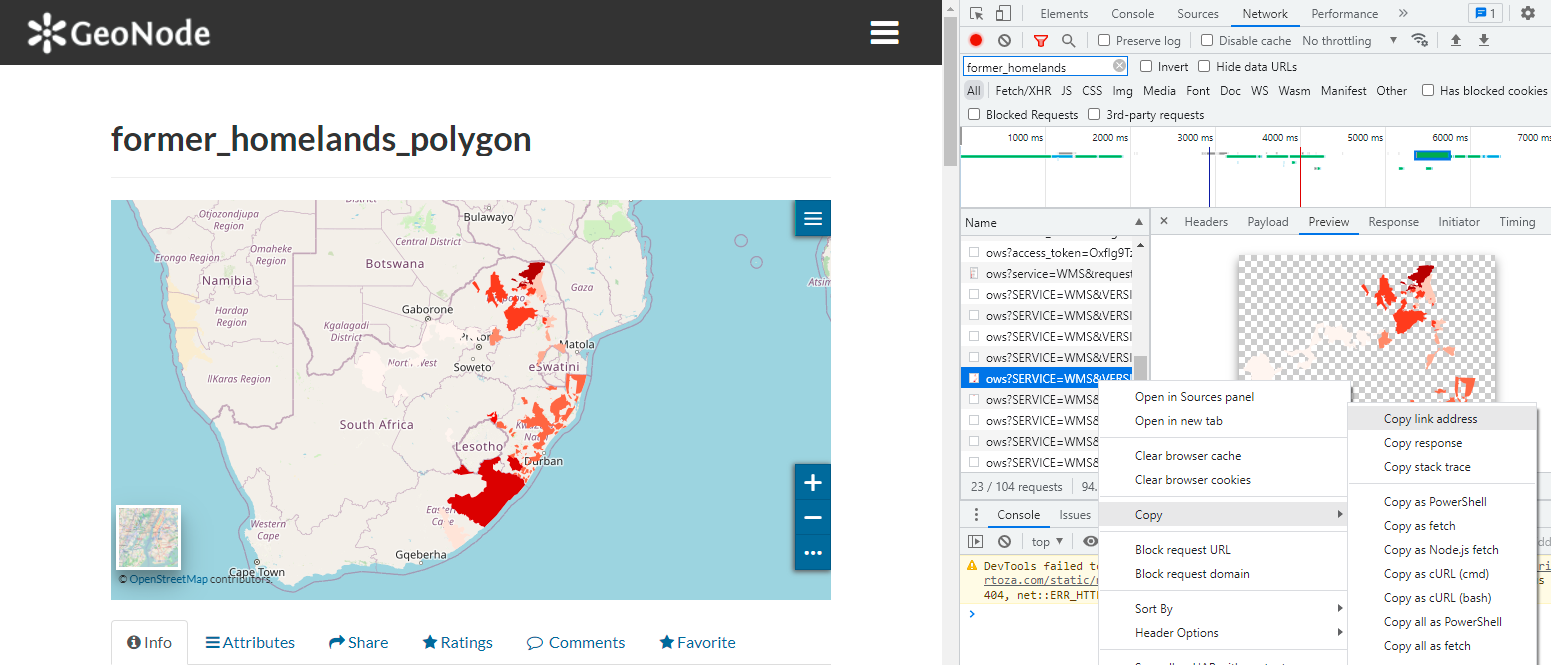 GeoNode
former_homelands_polygon
District
Bulawayo
Otjozondjupa
Region
Central District
Omaheke
Region
Erongo Region
Botswana
Namibia
Gaza
Atsim
Hardap
Region
Gaborone
Kgalagadi
District
Matola
Soweto
eSwatini
North West
IlKaras Region
South Africa
Lesotho
Durban
Western
Cape
Gqeberha
Cape Town
© OpenStreetMap contributors.
Info
Attributes
Share
Ratings
Comments
Favorite
Elements Console Sources Network Performance » 1
Preserve log Disable cache No throttling
former_homelands Invert Hide data URLs
All Fetch/XHR JS CSS Img Media Font Doc WS Wasm Manifest Other Has blocked cookies
Blocked Requests 3rd-party requests
1000 ms 2000 ms 3000 ms 4000 ms 5000 ms 6000 ms 7000 ms
Name
× Headers Payload Preview Response Initiator Timing
ows?access_token=Oxflg9Tz
ows?service=WMS&request
ows?SERVICE=WMS&VERSI
ows?SERVICE=WMS&VERSI
ows?SERVICE=WMS&VERSI
ows?SERVICE=WMS&VERSI
ows?SERVICE=WMS&VERSI
ows?SERVICE=WMS&
ows?SERVICE=WMS&
ows?SERVICE=WMS&
ows?SERVICE=WMS&
23 / 104 requests 94.
Console Issues
top
DevTools failed to
rtoza.com/static/
404, net::ERR_HTT
Open in Sources panel
Open in new tab
Clear browser cache
Clear browser cookies
Copy
Block request URL
Block request domain
Sort By
Header Options
Copy link address
Copy response
Copy stack trace
Copy as PowerShell
Copy as fetch
Copy as Node.js fetch
Copy as cURL (cmd)
Copy as cURL (bash)
Copy all as PowerShell
Copy all as fetch